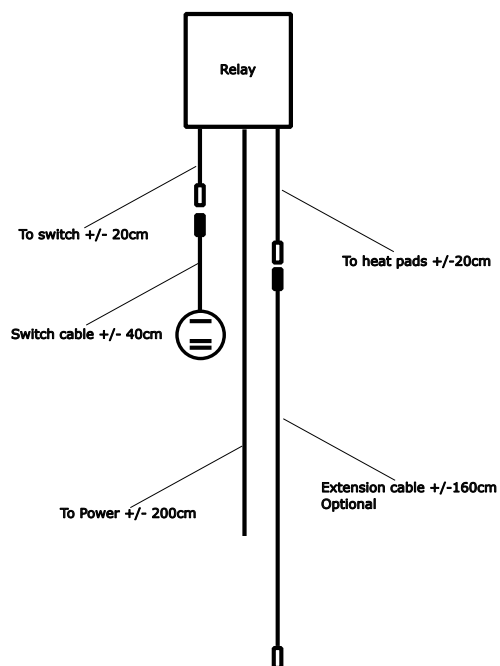 Relay
To switch +/- 20cm
To heat pads +/-20cm
Switch cable +/- 40cm
Extension cable +/-160cm
Optional
To Power +/- 200cm